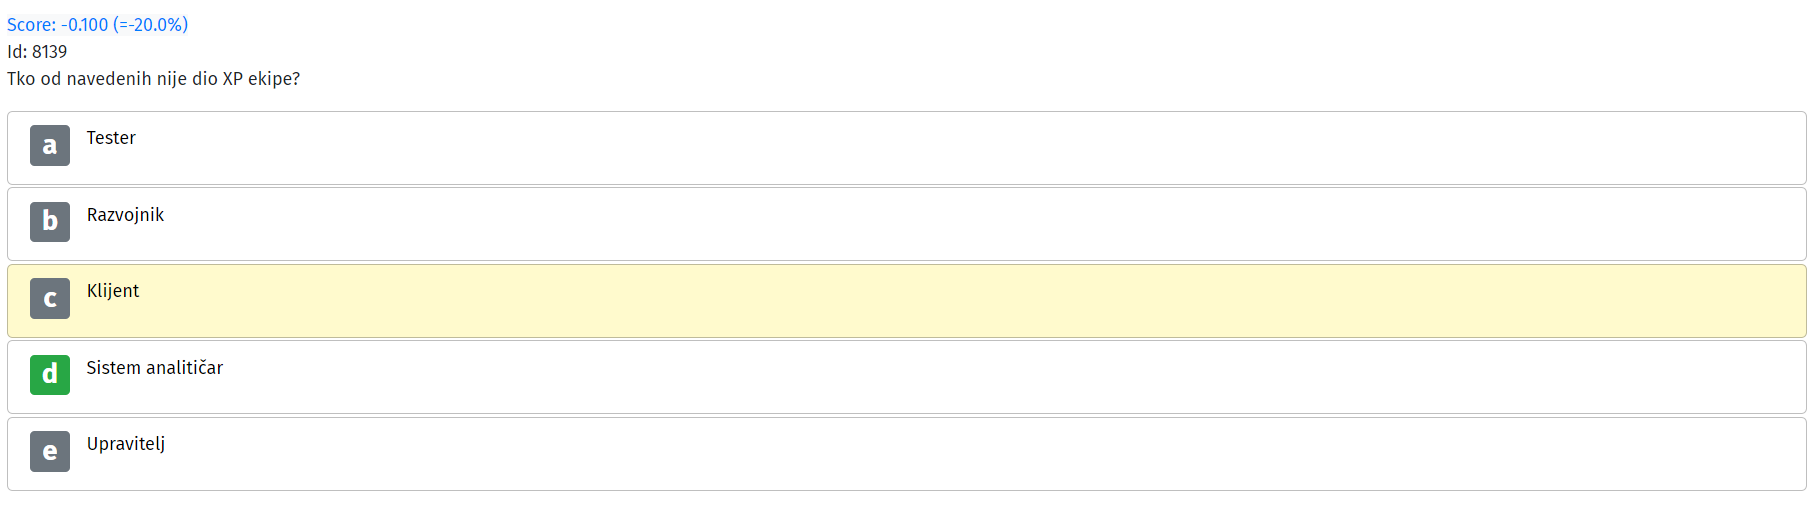 Score: -0.100 (=-20.0%)
Id: 8139
Tko od navedenih nije dio XP ekipe?
a Tester
b Razvojnik
c Klijent
d Sistem analitičar
e Upravitelj